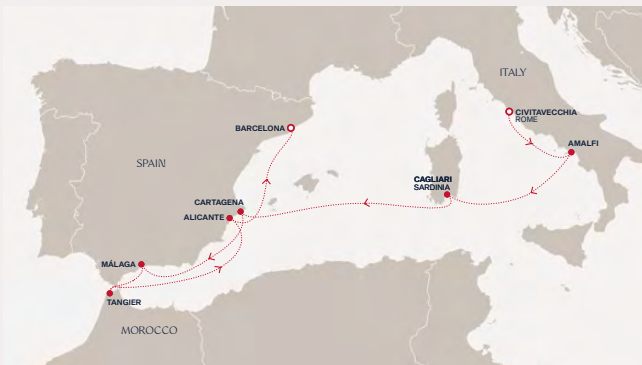 ITALY
CIVITAVECCHIA
ROME
BARCELONA
AMALFI
SPAIN
CAGLIARI
SARDINIA
CARTAGENA
ALICANTE
MÁLAGA
TANGIER
MOROCCO